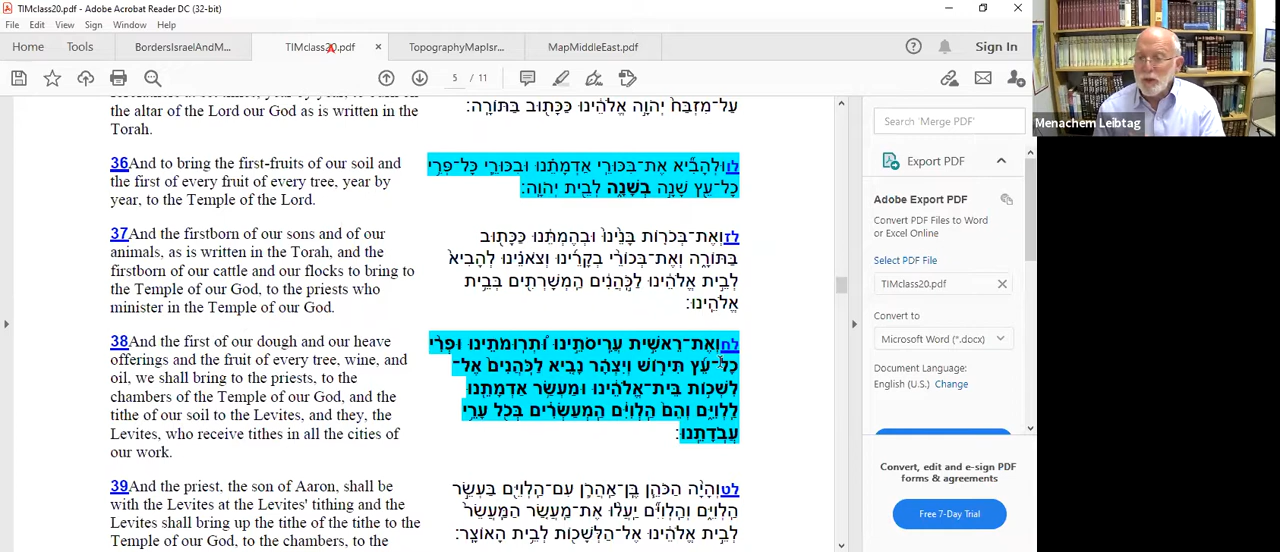 TIMclass20.pdf - Adobe Acrobat Reader DC (32-bit)
File Edit View Sign Window Help
Home Tools BordersIsraelAndM... TIMclass20.pdf × TopographyMapIsr... MapMiddleEast.pdf Sign In
5 / 11
the altar of the Lord our God as is written in the
Torah.
עַל־מִזְבַּ֙ח יְהוָ֣ה אֱלֹהֵ֔ינוּ כַּכָּת֖וּב בַּתּוֹרָֽה׃
36And to bring the first-fruits of our soil and
the first of every fruit of every tree, year by
year, to the Temple of the Lord.
לווּלְהָבִ֞יא אֶת־בִּכּוּרֵ֣י אַדְמָתֵ֗נוּ וּבִכּוּרֵ֛י כָּל־פְּרִ֥י
כָל־עֵ֖ץ שָׁנָ֣ה בְשָׁנָ֑ה לְבֵ֖ית יְהוָֽה׃
37And the firstborn of our sons and of our
animals, as is written in the Torah, and the
firstborn of our cattle and our flocks to bring to
the Temple of our God, to the priests who
minister in the Temple of our God.
לזוְאֶת־בְּכֹר֤וֹת בָּנֵ֙ינוּ֙ וּבְהֶמְתֵּ֔נוּ כַּכָּת֖וּב
בַּתּוֹרָ֑ה וְאֶת־בְּכוֹרֵ֨י בְקָרֵ֜ינוּ וְצֹאנֵ֗ינוּ לְהָבִיא֙
לְבֵ֣ית אֱלֹהֵ֔ינוּ לַכֹּ֣הֲנִ֔ים הַמְשָׁרְתִ֖ים בְּבֵ֥ית
אֱלֹהֵֽינוּ׃
38And the first of our dough and our heave
offerings and the fruit of every tree, wine, and
oil, we shall bring to the priests, to the
chambers of the Temple of our God, and the
tithe of our soil to the Levites, and they, the
Levites, who receive tithes in all the cities of
our work.
לחוְאֶת־רֵאשִׁ֣ית עֲרִיסֹתֵ֣ינוּ וּ֠תְרוּמֹתֵינוּ וּפְרִ֨י
כָל־עֵ֜ץ תִּיר֣וֹשׁ וְיִצְהָ֗ר נָבִ֤יא לַכֹּהֲנִים֙ אֶל־
לִשְׁכ֣וֹת בֵּית־אֱלֹהֵ֔ינוּ וּמַעְשַׂ֥ר אַדְמָתֵ֖נוּ
לַלְוִיִּ֑ם וְהֵם֙ הַלְוִיִּ֔ם הַֽמְעַשְּׂרִ֔ים בְּכֹ֖ל עָרֵ֥י
עֲבֹדָתֵֽנוּ׃
39And the priest, the son of Aaron, shall be
with the Levites at the Levites' tithing and the
Levites shall bring up the tithe of the tithe to the
Temple of our God, to the chambers, to the
לטוְהָיָ֨ה הַכֹּהֵ֧ן בֶּֽן־אַהֲרֹ֛ן עִם־הַלְוִיִּ֖ם בַּעְשֵׂ֣ר
הַלְוִיִּ֑ם וְהַלְוִיִּ֞ם יַעֲל֨וּ אֶת־מַעֲשַׂ֤ר הַֽמַּעֲשֵׂר֙
לְבֵ֣ית אֱלֹהֵ֔ינוּ אֶל־הַלְּשָׁכ֖וֹת לְבֵ֥ית הָאוֹצָֽר׃
Search 'Merge PDF'
Export PDF
Adobe Export PDF
Convert PDF Files to Word
or Excel Online
Select PDF File
TIMclass20.pdf ×
Convert to
Microsoft Word (*.docx)
Document Language:
English (U.S.) Change
Convert, edit and e-sign PDF
forms & agreements
Free 7-Day Trial
Menachem Leibtag